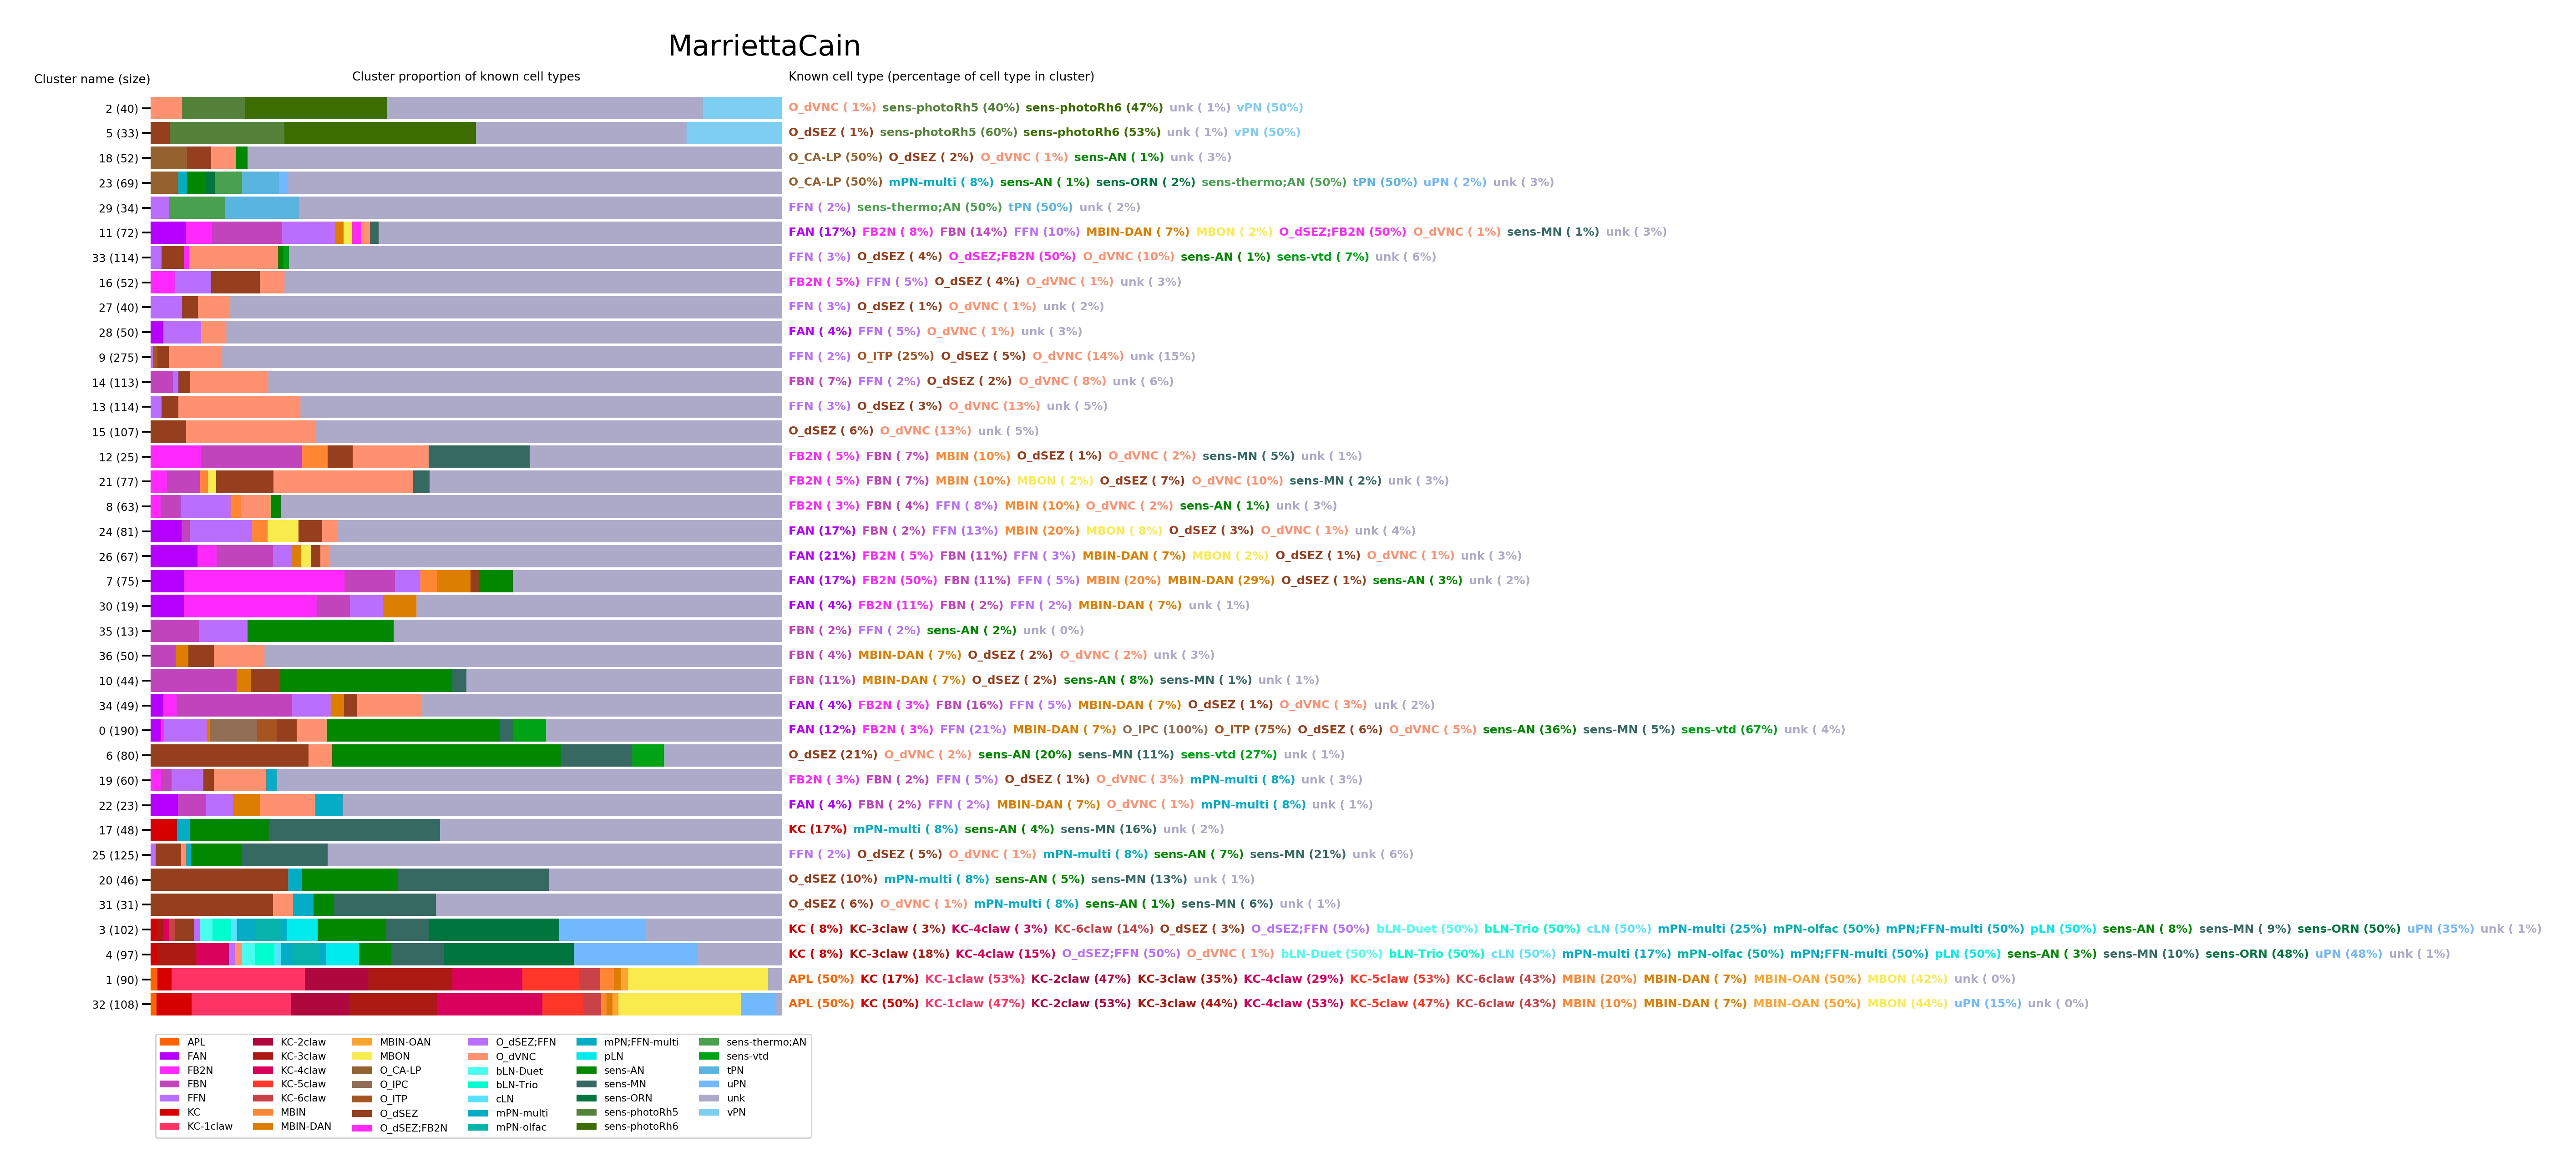 MarriettaCain
Cluster name (size) Cluster proportion of known cell types Known cell type (percentage of cell type in cluster)
2 (40) O_dVNC ( 1%) sens-photoRh5 (40%) sens-photoRh6 (47%) unk ( 1%) vPN (50%)
5 (33) O_dSEZ ( 1%) sens-photoRh5 (60%) sens-photoRh6 (53%) unk ( 1%) vPN (50%)
18 (52) O_CA-LP (50%) O_dSEZ ( 2%) O_dVNC ( 1%) sens-AN ( 1%) unk ( 3%)
23 (69) O_CA-LP (50%) mPN-multi ( 8%) sens-AN ( 1%) sens-ORN ( 2%) sens-thermo;AN (50%) tPN (50%) uPN ( 2%) unk ( 3%)
29 (34) FFN ( 2%) sens-thermo;AN (50%) tPN (50%) unk ( 2%)
11 (72) FAN (17%) FB2N ( 8%) FBN (14%) FFN (10%) MBIN-DAN ( 7%) MBON ( 2%) O_dSEZ;FB2N (50%) O_dVNC ( 1%) sens-MN ( 1%) unk ( 3%)
33 (114) FFN ( 3%) O_dSEZ ( 4%) O_dSEZ;FB2N (50%) O_dVNC (10%) sens-AN ( 1%) sens-vtd ( 7%) unk ( 6%)
16 (52) FB2N ( 5%) FFN ( 5%) O_dSEZ ( 4%) O_dVNC ( 1%) unk ( 3%)
27 (40) FFN ( 3%) O_dSEZ ( 1%) O_dVNC ( 1%) unk ( 2%)
28 (50) FAN ( 4%) FFN ( 5%) O_dVNC ( 1%) unk ( 3%)
9 (275) FFN ( 2%) O_ITP (25%) O_dSEZ ( 5%) O_dVNC (14%) unk (15%)
14 (113) FBN ( 7%) FFN ( 2%) O_dSEZ ( 2%) O_dVNC ( 8%) unk ( 6%)
13 (114) FFN ( 3%) O_dSEZ ( 3%) O_dVNC (13%) unk ( 5%)
15 (107) O_dSEZ ( 6%) O_dVNC (13%) unk ( 5%)
12 (25) FB2N ( 5%) FBN ( 7%) MBIN (10%) O_dSEZ ( 1%) O_dVNC ( 2%) sens-MN ( 5%) unk ( 1%)
21 (77) FB2N ( 5%) FBN ( 7%) MBIN (10%) MBON ( 2%) O_dSEZ ( 7%) O_dVNC (10%) sens-MN ( 2%) unk ( 3%)
8 (63) FB2N ( 3%) FBN ( 4%) FFN ( 8%) MBIN (10%) O_dVNC ( 2%) sens-AN ( 1%) unk ( 3%)
24 (81) FAN (17%) FBN ( 2%) FFN (13%) MBIN (20%) MBON ( 8%) O_dSEZ ( 3%) O_dVNC ( 1%) unk ( 4%)
26 (67) FAN (21%) FB2N ( 5%) FBN (11%) FFN ( 3%) MBIN-DAN ( 7%) MBON ( 2%) O_dSEZ ( 1%) O_dVNC ( 1%) unk ( 3%)
7 (75) FAN (17%) FB2N (50%) FBN (11%) FFN ( 5%) MBIN (20%) MBIN-DAN (29%) O_dSEZ ( 1%) sens-AN ( 3%) unk ( 2%)
30 (19) FAN ( 4%) FB2N (11%) FBN ( 2%) FFN ( 2%) MBIN-DAN ( 7%) unk ( 1%)
35 (13) FBN ( 2%) FFN ( 2%) sens-AN ( 2%) unk ( 0%)
36 (50) FBN ( 4%) MBIN-DAN ( 7%) O_dSEZ ( 2%) O_dVNC ( 2%) unk ( 3%)
10 (44) FBN (11%) MBIN-DAN ( 7%) O_dSEZ ( 2%) sens-AN ( 8%) sens-MN ( 1%) unk ( 1%)
34 (49) FAN ( 4%) FB2N ( 3%) FBN (16%) FFN ( 5%) MBIN-DAN ( 7%) O_dSEZ ( 1%) O_dVNC ( 3%) unk ( 2%)
0 (190) FAN (12%) FB2N ( 3%) FFN (21%) MBIN-DAN ( 7%) O_IPC (100%) O_ITP (75%) O_dSEZ ( 6%) O_dVNC ( 5%) sens-AN (36%) sens-MN ( 5%) sens-vtd (67%) unk ( 4%)
6 (80) O_dSEZ (21%) O_dVNC ( 2%) sens-AN (20%) sens-MN (11%) sens-vtd (27%) unk ( 1%)
19 (60) FB2N ( 3%) FBN ( 2%) FFN ( 5%) O_dSEZ ( 1%) O_dVNC ( 3%) mPN-multi ( 8%) unk ( 3%)
22 (23) FAN ( 4%) FBN ( 2%) FFN ( 2%) MBIN-DAN ( 7%) O_dVNC ( 1%) mPN-multi ( 8%) unk ( 1%)
17 (48) KC (17%) mPN-multi ( 8%) sens-AN ( 4%) sens-MN (16%) unk ( 2%)
25 (125) FFN ( 2%) O_dSEZ ( 5%) O_dVNC ( 1%) mPN-multi ( 8%) sens-AN ( 7%) sens-MN (21%) unk ( 6%)
20 (46) O_dSEZ (10%) mPN-multi ( 8%) sens-AN ( 5%) sens-MN (13%) unk ( 1%)
31 (31) O_dSEZ ( 6%) O_dVNC ( 1%) mPN-multi ( 8%) sens-AN ( 1%) sens-MN ( 6%) unk ( 1%)
3 (102) KC ( 8%) KC-3claw ( 3%) KC-4claw ( 3%) KC-6claw (14%) O_dSEZ ( 3%) O_dSEZ;FFN (50%) bLN-Duet (50%) bLN-Trio (50%) cLN (50%) mPN-multi (25%) mPN-olfac (50%) mPN;FFN-multi (50%) pLN (50%) sens-AN ( 8%) sens-MN ( 9%) sens-ORN (50%) uPN (35%) unk ( 1%)
4 (97) KC ( 8%) KC-3claw (18%) KC-4claw (15%) O_dSEZ;FFN (50%) O_dVNC ( 1%) bLN-Duet (50%) bLN-Trio (50%) cLN (50%) mPN-multi (17%) mPN-olfac (50%) mPN;FFN-multi (50%) pLN (50%) sens-AN ( 3%) sens-MN (10%) sens-ORN (48%) uPN (48%) unk ( 1%)
1 (90) APL (50%) KC (17%) KC-1claw (53%) KC-2claw (47%) KC-3claw (35%) KC-4claw (29%) KC-5claw (53%) KC-6claw (43%) MBIN (20%) MBIN-DAN ( 7%) MBIN-OAN (50%) MBON (42%) unk ( 0%)
32 (108) APL (50%) KC (50%) KC-1claw (47%) KC-2claw (53%) KC-3claw (44%) KC-4claw (53%) KC-5claw (47%) KC-6claw (43%) MBIN (10%) MBIN-DAN ( 7%) MBIN-OAN (50%) MBON (44%) uPN (15%) unk ( 0%)
APL KC-2claw MBIN-OAN O_dSEZ;FFN mPN;FFN-multi sens-thermo;AN
FAN KC-3claw MBON O_dVNC pLN sens-vtd
FB2N KC-4claw O_CA-LP bLN-Duet sens-AN tPN
FBN KC-5claw O_IPC bLN-Trio sens-MN uPN
FFN KC-6claw O_ITP cLN sens-ORN unk
KC MBIN O_dSEZ mPN-multi sens-photoRh5 vPN
KC-1claw MBIN-DAN O_dSEZ;FB2N mPN-olfac sens-photoRh6